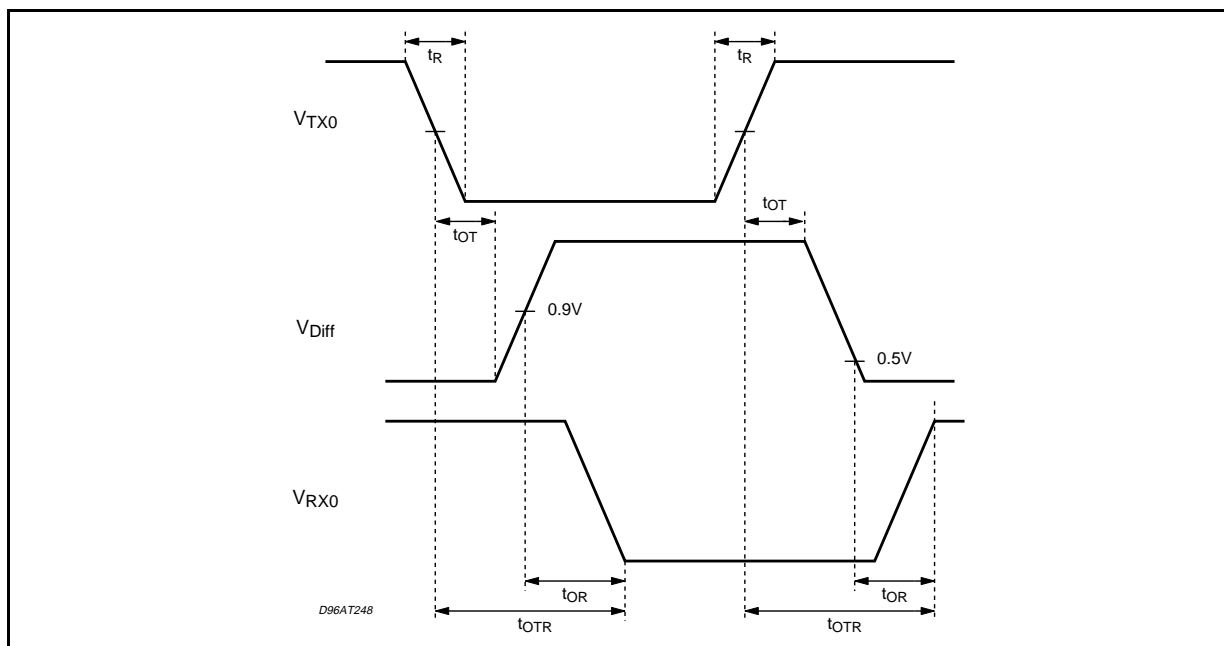 tR tR
VTX0
tOT tOT
0.9V
VDiff
0.5V
VRX0
tOR tOR
D96AT248
tOTR tOTR